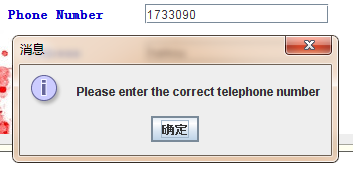 Phone Number 1733090
消息
Please enter the correct telephone number
确定